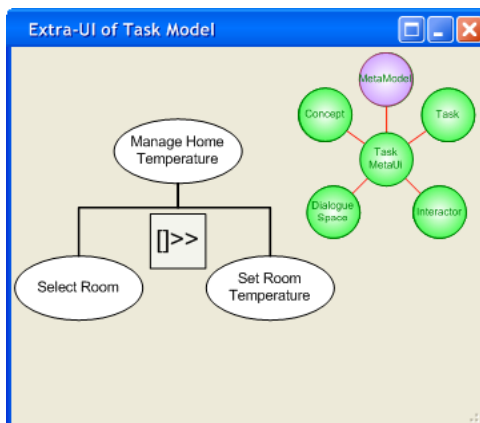 Extra-UI of Task Model
MetaModel
Concept
Task
Task
MetaUi
Dialogue
Space
Interactor
Manage Home
Temperature
[]>>
Select Room
Set Room
Temperature